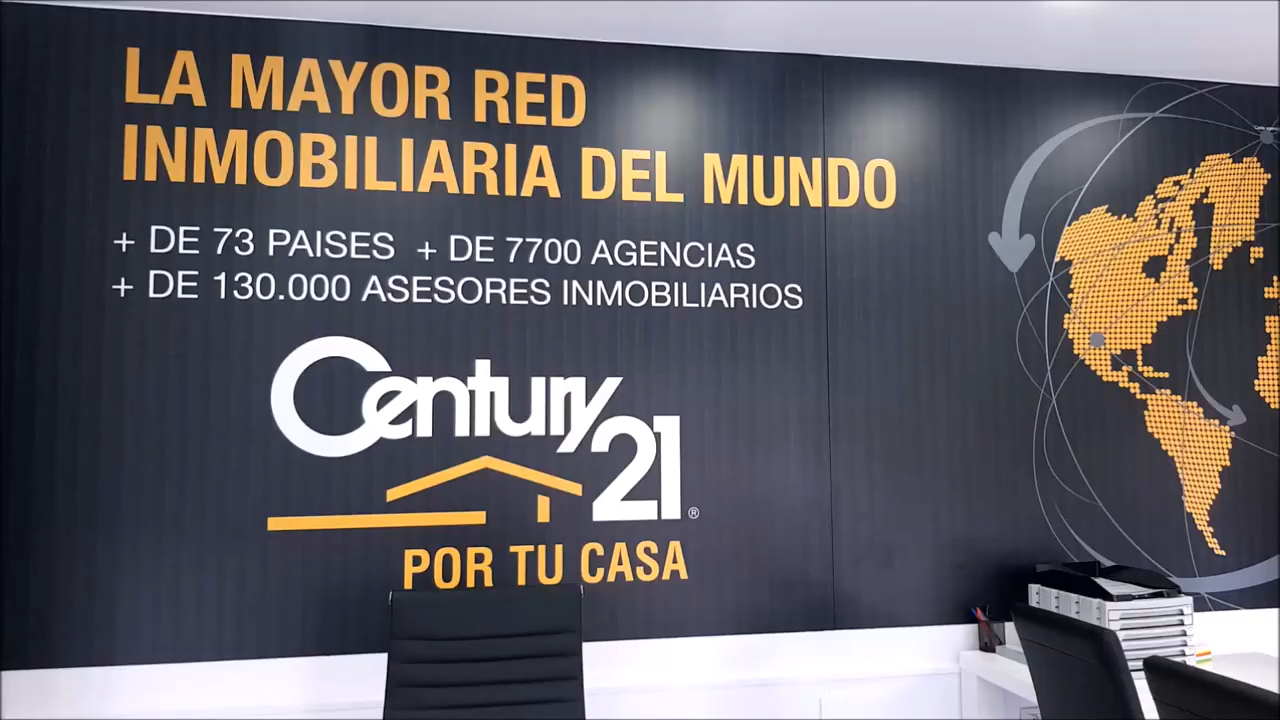 LA MAYOR RED
INMOBILIARIA DEL MUNDO
+ DE 73 PAISES + DE 7700 AGENCIAS
+ DE 130.000 ASESORES INMOBILIARIOS
Century
21®
POR TU CASA